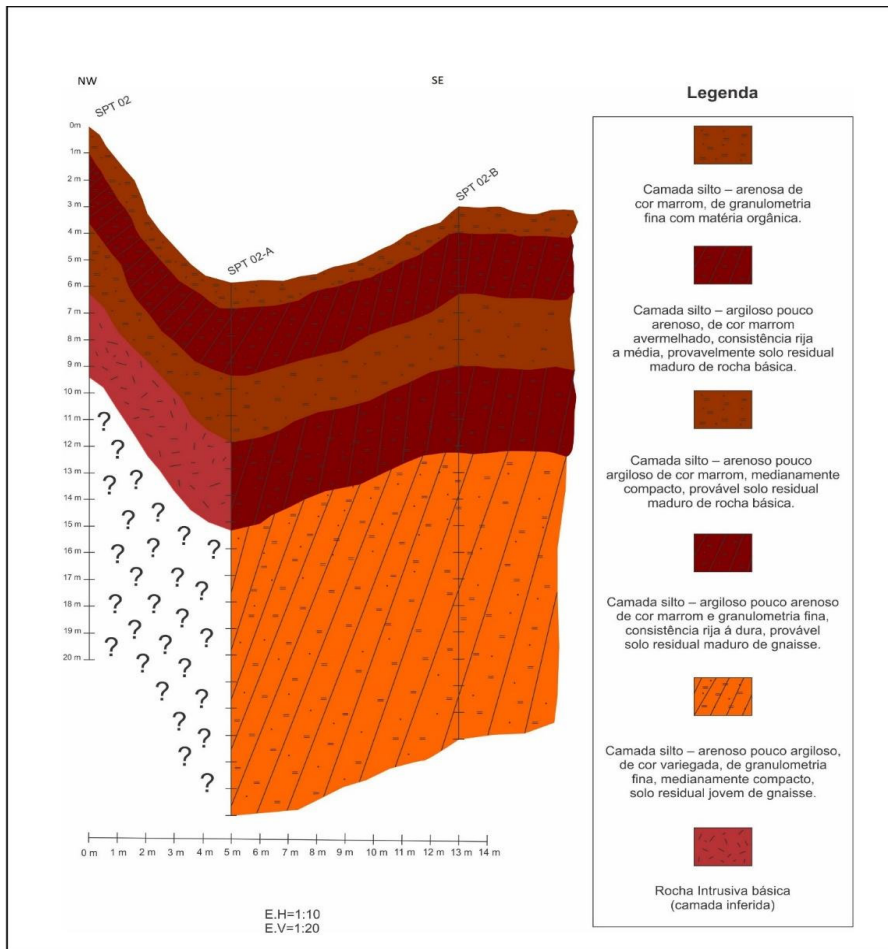 NW
SE
SPT 02
SPT 02-A
SPT 02-B
0m
1m
2 m
3 m
4 m
5 m
6 m
7 m
8 m
9 m
10 m
11 m
12 m
13 m
14 m
15 m
16 m
17 m
18 m
19 m
20 m
? ? ? ? ? ? ? ? ? ? ? ? ? ? ? ? ? ? ? ? ? ? ? ? ? ?
0 m 1 m 2 m 3 m 4 m 5 m 6 m 7 m 8 m 9 m 10 m 11 m 12 m 13 m 14 m
E.H=1:10
E.V=1:20
Legenda
Camada silto – arenosa de
cor marrom, de granulometria
fina com matéria orgânica.
Camada silto – argiloso pouco
arenoso, de cor marrom
avermelhado, consistência rija
a média, provavelmente solo residual
maduro de rocha básica.
Camada silto – arenoso pouco
argiloso de cor marrom, medianamente
compacto, provável solo residual
maduro de rocha básica.
Camada silto – argiloso pouco arenoso
de cor marrom e granulometria fina,
consistência rija á dura, provável
solo residual maduro de gnaisse.
Camada silto – arenoso pouco argiloso,
de cor variegada, de granulometria
fina, medianamente compacto,
solo residual jovem de gnaisse.
Rocha Intrusiva básica
(camada inferida)